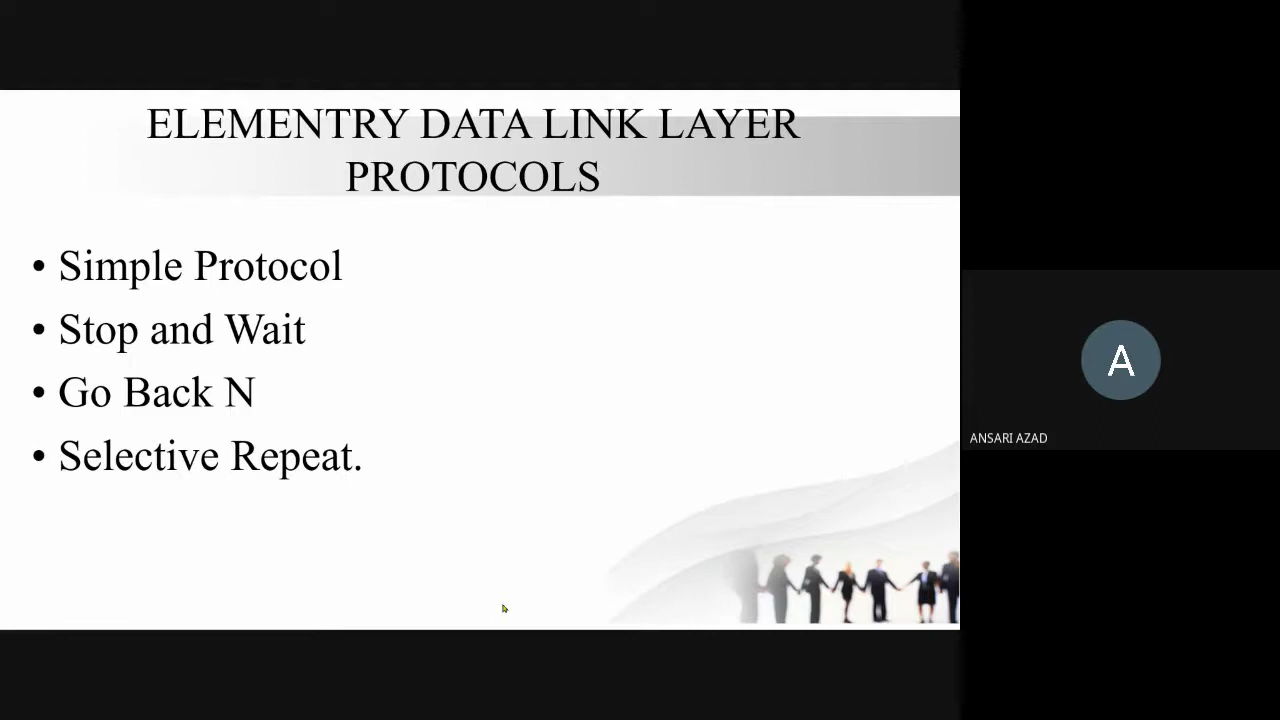 ELEMENTRY DATA LINK LAYER
PROTOCOLS
• Simple Protocol
• Stop and Wait
• Go Back N
• Selective Repeat.
A
ANSARI AZAD